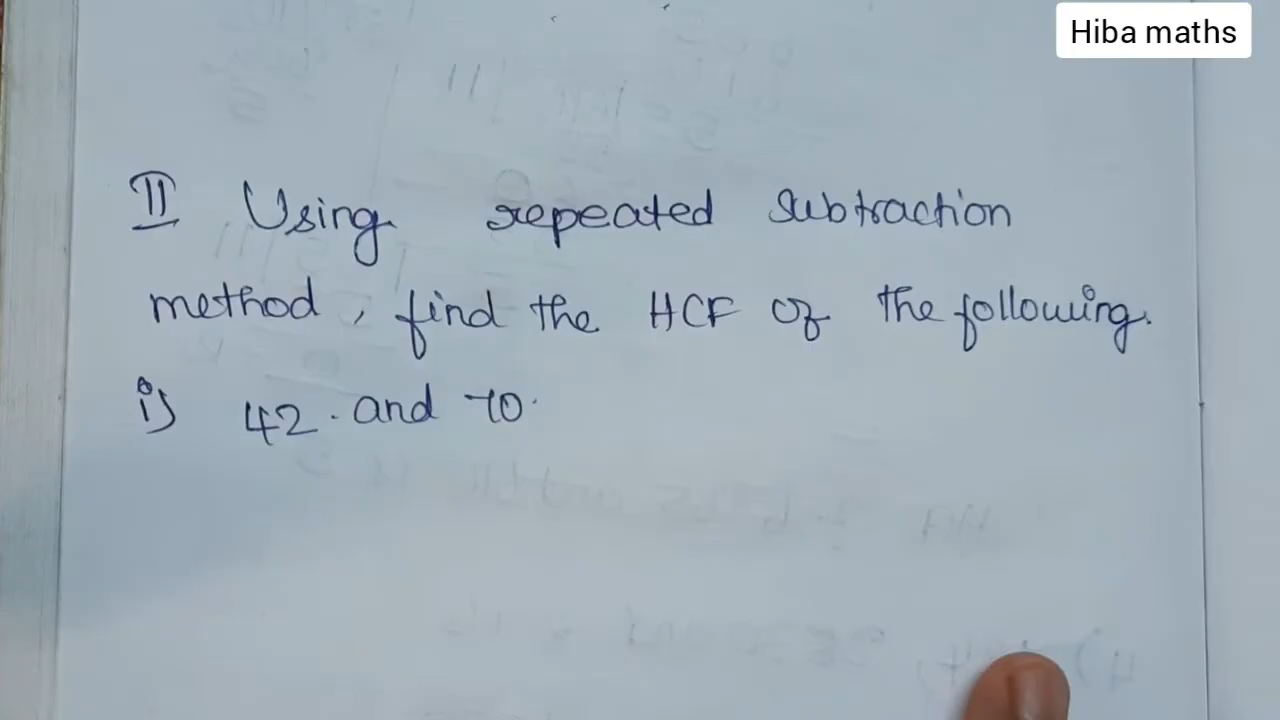 Hiba maths
II Using repeated subtraction
method, find the HCF of the following.
i) 42 and 70.